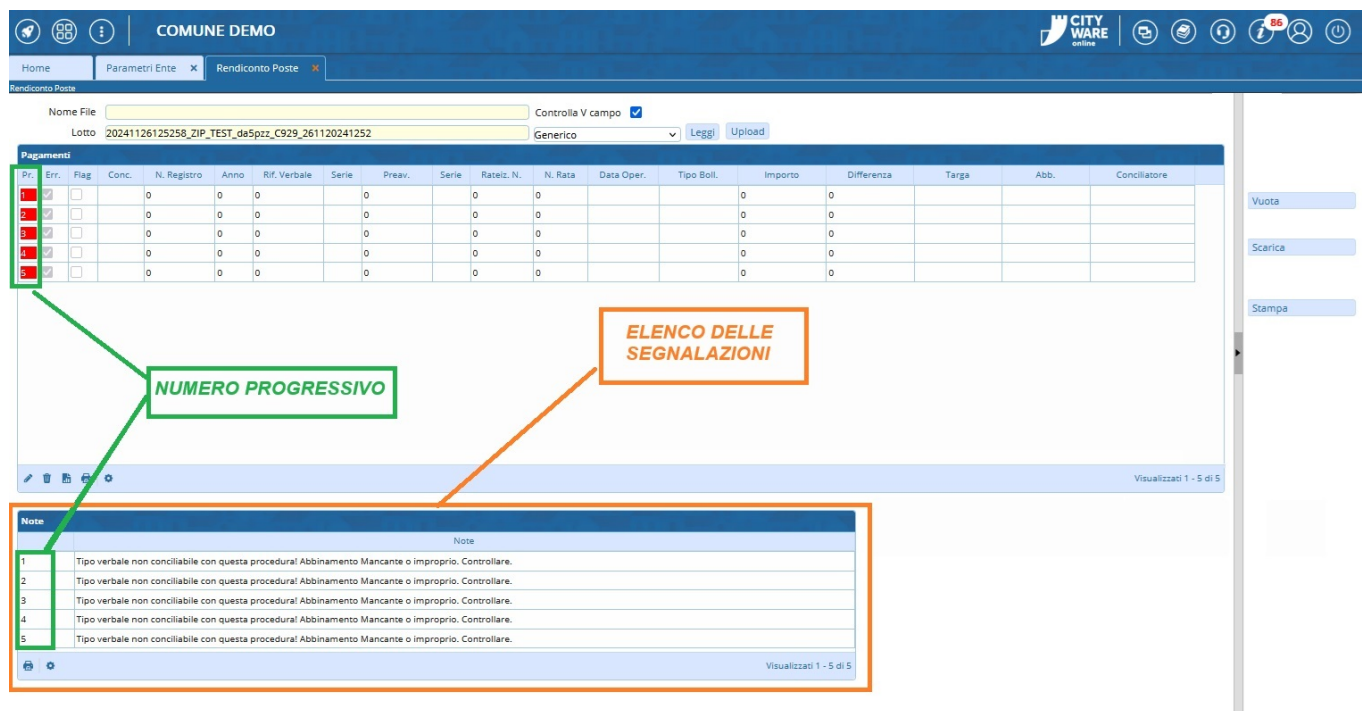 COMUNE DEMO
CITY
WARE
online
86
Home
Parametri Ente x
Rendiconto Poste x
Rendiconto Poste
Nome File
Controlla V campo
Lotto 20241126125258_ZIP_TEST_da5pzz_C929_261120241252 Generico Leggi Upload
Pagamenti
Pr. Err. Flag Conc. N. Registro Anno Rif. Verbale Serie Preav. Serie Rateiz. N. N. Rata Data Oper. Tipo Boll. Importo Differenza Targa Abb. Conciliatore
1 0 0 0 0 0 0 0 0
2 0 0 0 0 0 0 0 0
3 0 0 0 0 0 0 0 0
4 0 0 0 0 0 0 0 0
5 0 0 0 0 0 0 0 0
Vuota
Scarica
Stampa
ELENCO DELLE
SEGNALAZIONI
NUMERO PROGRESSIVO
Visualizzati 1 - 5 di 5
Note
Note
1 Tipo verbale non conciliabile con questa procedura! Abbinamento Mancante o improprio. Controllare.
2 Tipo verbale non conciliabile con questa procedura! Abbinamento Mancante o improprio. Controllare.
3 Tipo verbale non conciliabile con questa procedura! Abbinamento Mancante o improprio. Controllare.
4 Tipo verbale non conciliabile con questa procedura! Abbinamento Mancante o improprio. Controllare.
5 Tipo verbale non conciliabile con questa procedura! Abbinamento Mancante o improprio. Controllare.
Visualizzati 1 - 5 di 5